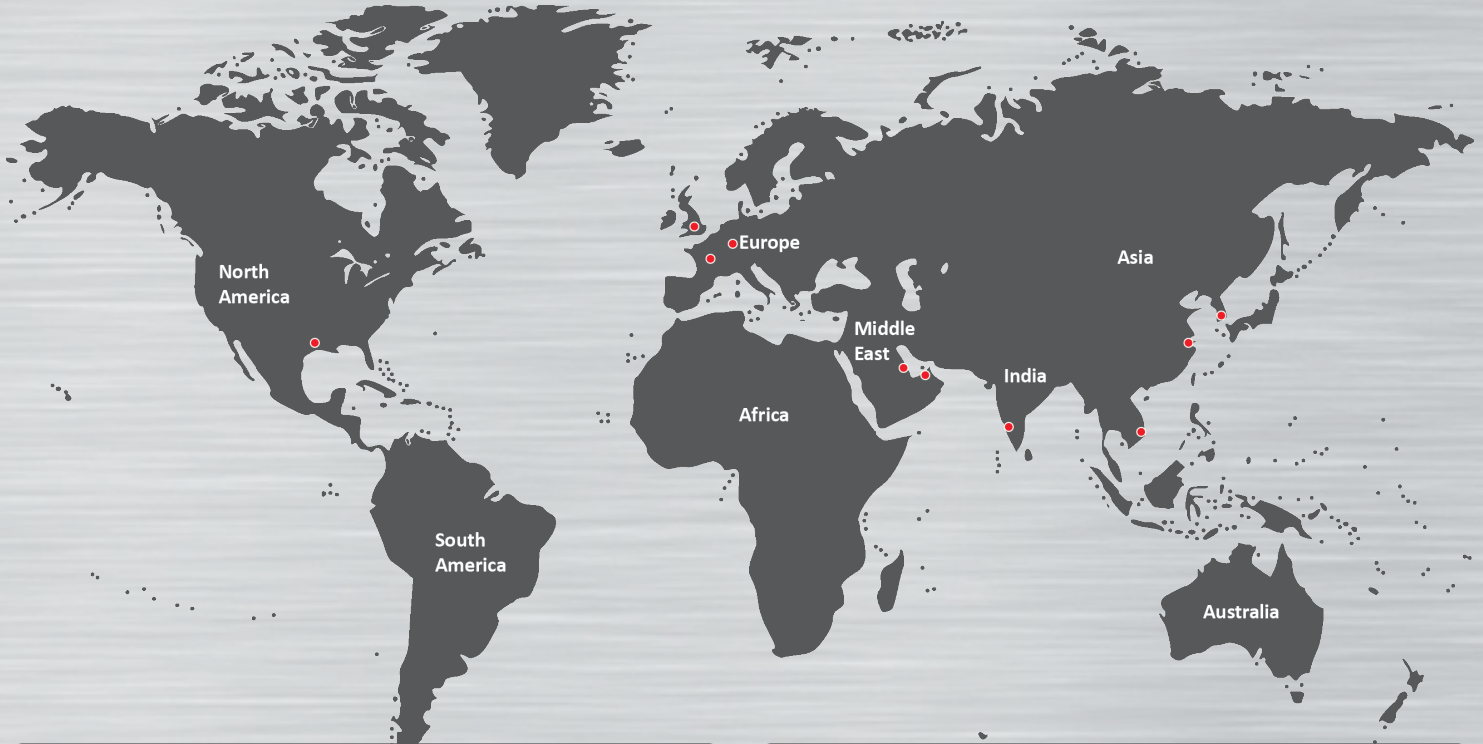 North
America
Europe
Asia
Middle
East
India
Africa
South
America
Australia